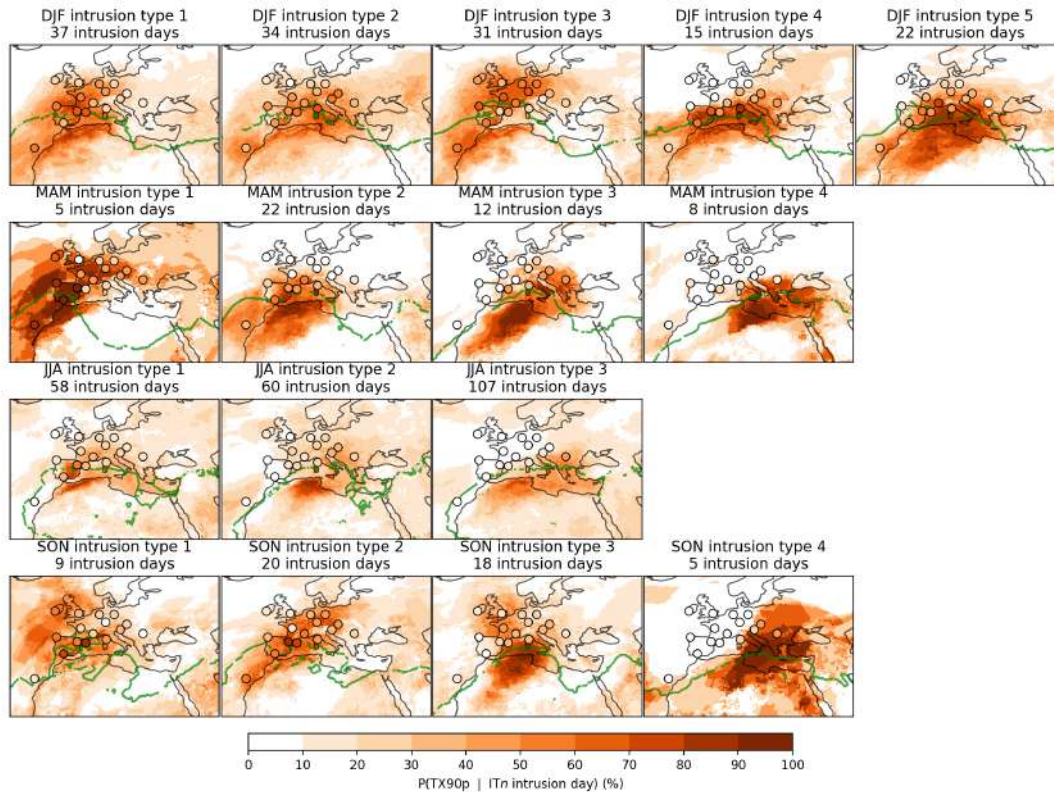 DJF intrusion type 1
37 intrusion days
DJF intrusion type 2
34 intrusion days
DJF intrusion type 3
31 intrusion days
DJF intrusion type 4
15 intrusion days
DJF intrusion type 5
22 intrusion days
MAM intrusion type 1
5 intrusion days
MAM intrusion type 2
22 intrusion days
MAM intrusion type 3
12 intrusion days
MAM intrusion type 4
8 intrusion days
JJA intrusion type 1
58 intrusion days
JJA intrusion type 2
60 intrusion days
JJA intrusion type 3
107 intrusion days
SON intrusion type 1
9 intrusion days
SON intrusion type 2
20 intrusion days
SON intrusion type 3
18 intrusion days
SON intrusion type 4
5 intrusion days
0 10 20 30 40 50 60 70 80 90 100
P(TX90p | ITn intrusion day) (%)